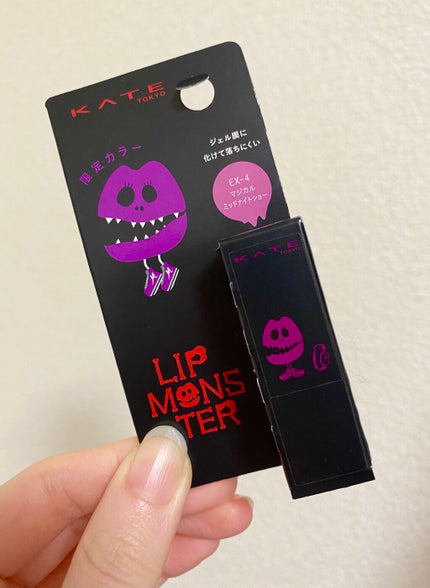 KATE
TOKYO
限定カラー
ジェル膜に
化けて落ちにくい
EX-4
マジカル
ミッドナイトショー
LIP
MONS
TER
KATE
TOKYO